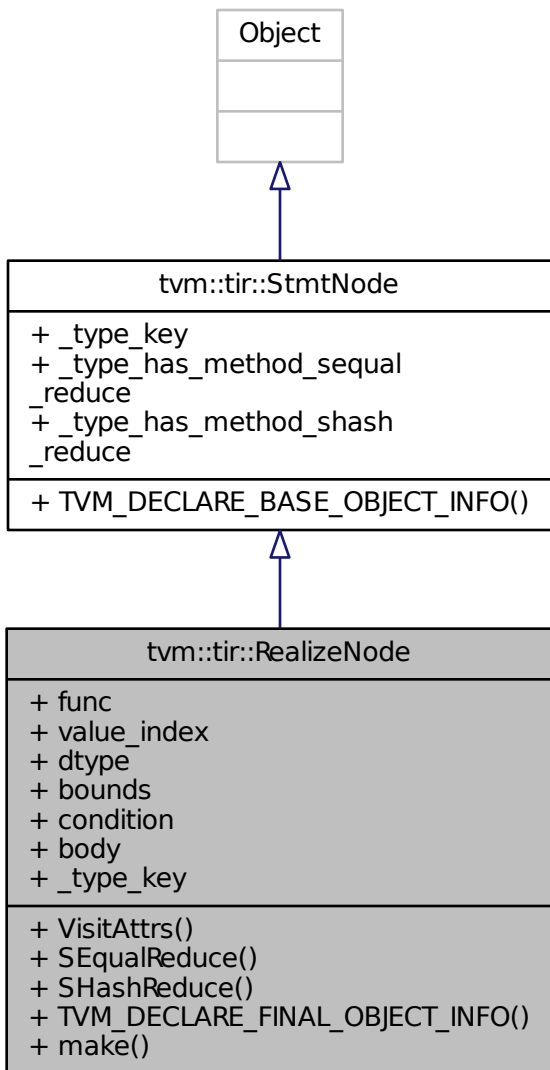 Object
tvm::tir::StmtNode
+ _type_key
+ _type_has_method_sequal
_reduce
+ _type_has_method_shash
_reduce
+ TVM_DECLARE_BASE_OBJECT_INFO()
tvm::tir::RealizeNode
+ func
+ value_index
+ dtype
+ bounds
+ condition
+ body
+ _type_key
+ VisitAttrs()
+ SEqualReduce()
+ SHashReduce()
+ TVM_DECLARE_FINAL_OBJECT_INFO()
+ make()